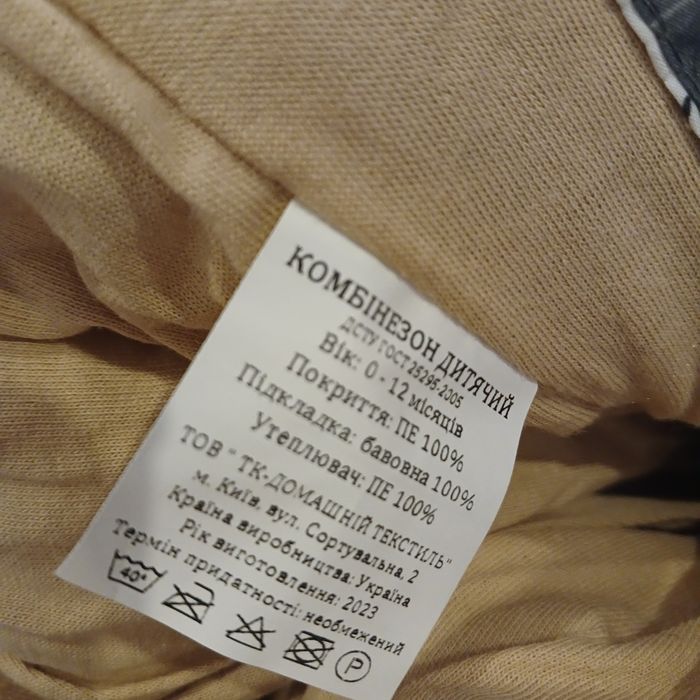 КОМБІНЕЗОН ДИТЯЧИЙ
ДСТУ ГОСТ 25295-2005
Вік: 0 - 12 місяців
Покриття: ПЕ 100%
Підкладка: бавовна 100%
Утеплювач: ПЕ 100%
ТОВ "ТК-ДОМАШНІЙ ТЕКСТИЛЬ"
м. Київ, вул. Сортувальна, 2
Країна виробництва: Україна
Рік виготовлення: 2023
Термін придатності: необмежений
40° P